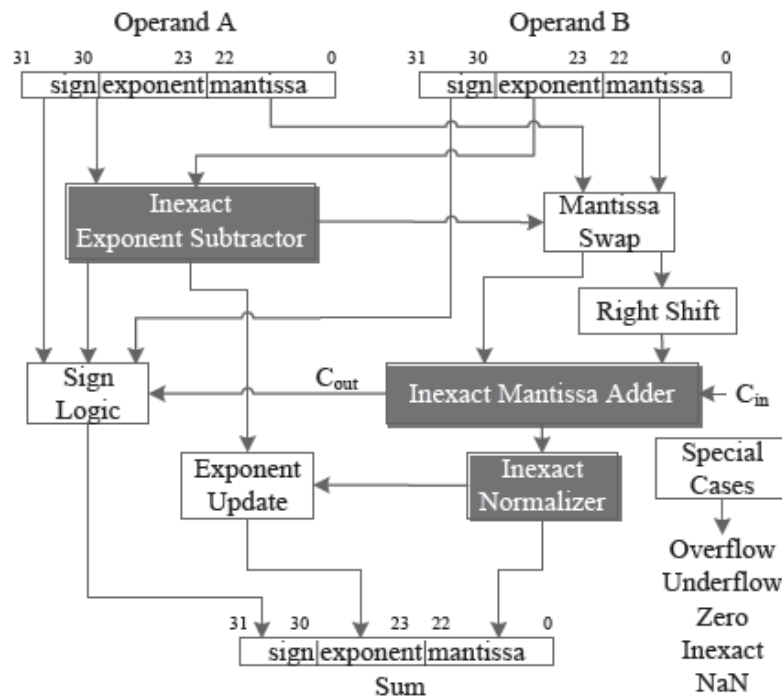 Operand A
Operand B
31 30 23 22 0
31 30 23 22 0
sign exponent mantissa
sign exponent mantissa
Inexact
Exponent Subtractor
Mantissa
Swap
Right Shift
Sign
Logic
Cout
Inexact Mantissa Adder
Cin
Exponent
Update
Inexact
Normalizer
Special
Cases
Overflow
Underflow
Zero
Inexact
NaN
31 30 23 22 0
sign exponent mantissa
Sum